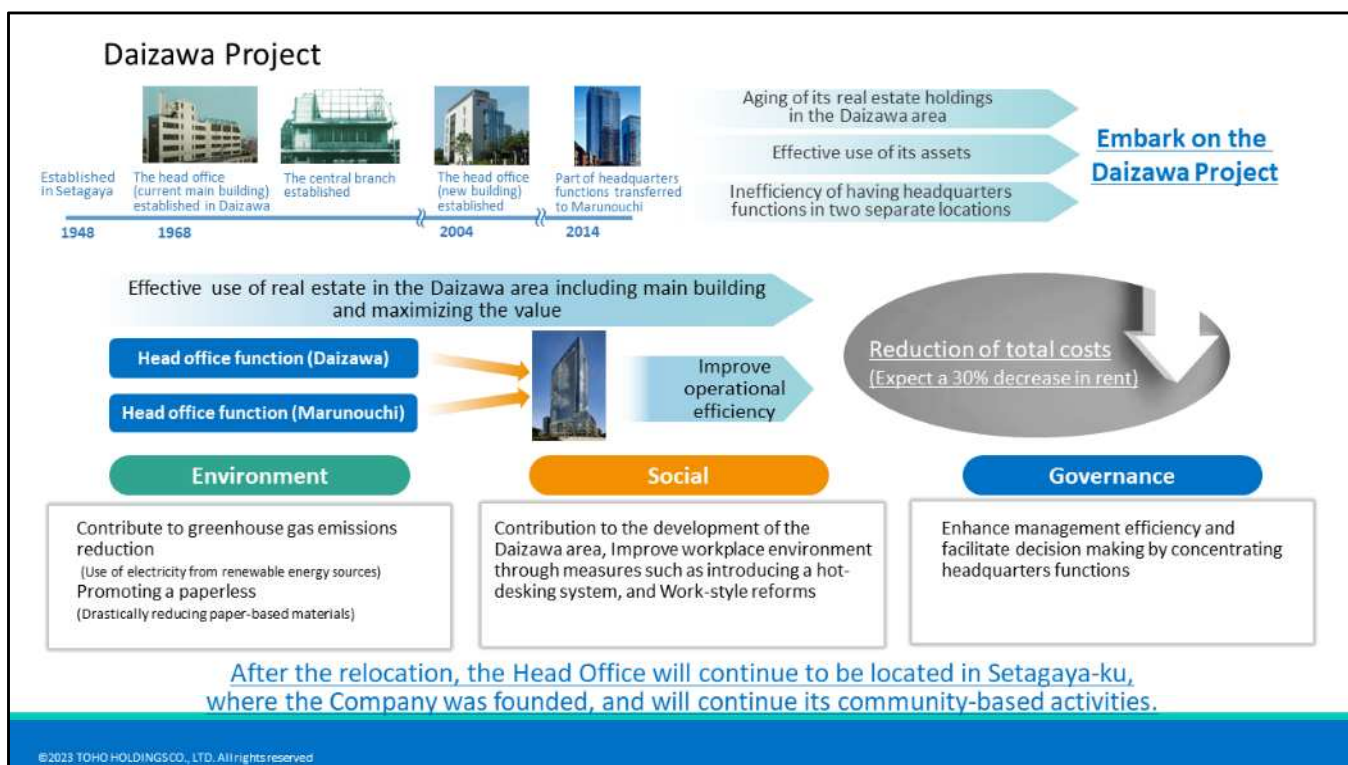 Daizawa Project
Established
in Setagaya
The head office
(current main building)
established in Daizawa
The central branch
established
The head office
(new building)
established
Part of headquarters
functions transferred
to Marunouchi
1948
1968
2004
2014
Aging of its real estate holdings
in the Daizawa area
Effective use of its assets
Inefficiency of having headquarters
functions in two separate locations
Embark on the
Daizawa Project
Effective use of real estate in the Daizawa area including main building
and maximizing the value
Head office function (Daizawa)
Head office function (Marunouchi)
Improve
operational
efficiency
Reduction of total costs
(Expect a 30% decrease in rent)
Environment
Contribute to greenhouse gas emissions
reduction
(Use of electricity from renewable energy sources)
Promoting a paperless
(Drastically reducing paper-based materials)
Social
Contribution to the development of the
Daizawa area, Improve workplace environment
through measures such as introducing a hot-
desking system, and Work-style reforms
Governance
Enhance management efficiency and
facilitate decision making by concentrating
headquarters functions
After the relocation, the Head Office will continue to be located in Setagaya-ku,
where the Company was founded, and will continue its community-based activities.
©2023 TOHO HOLDINGS CO., LTD. All rights reserved